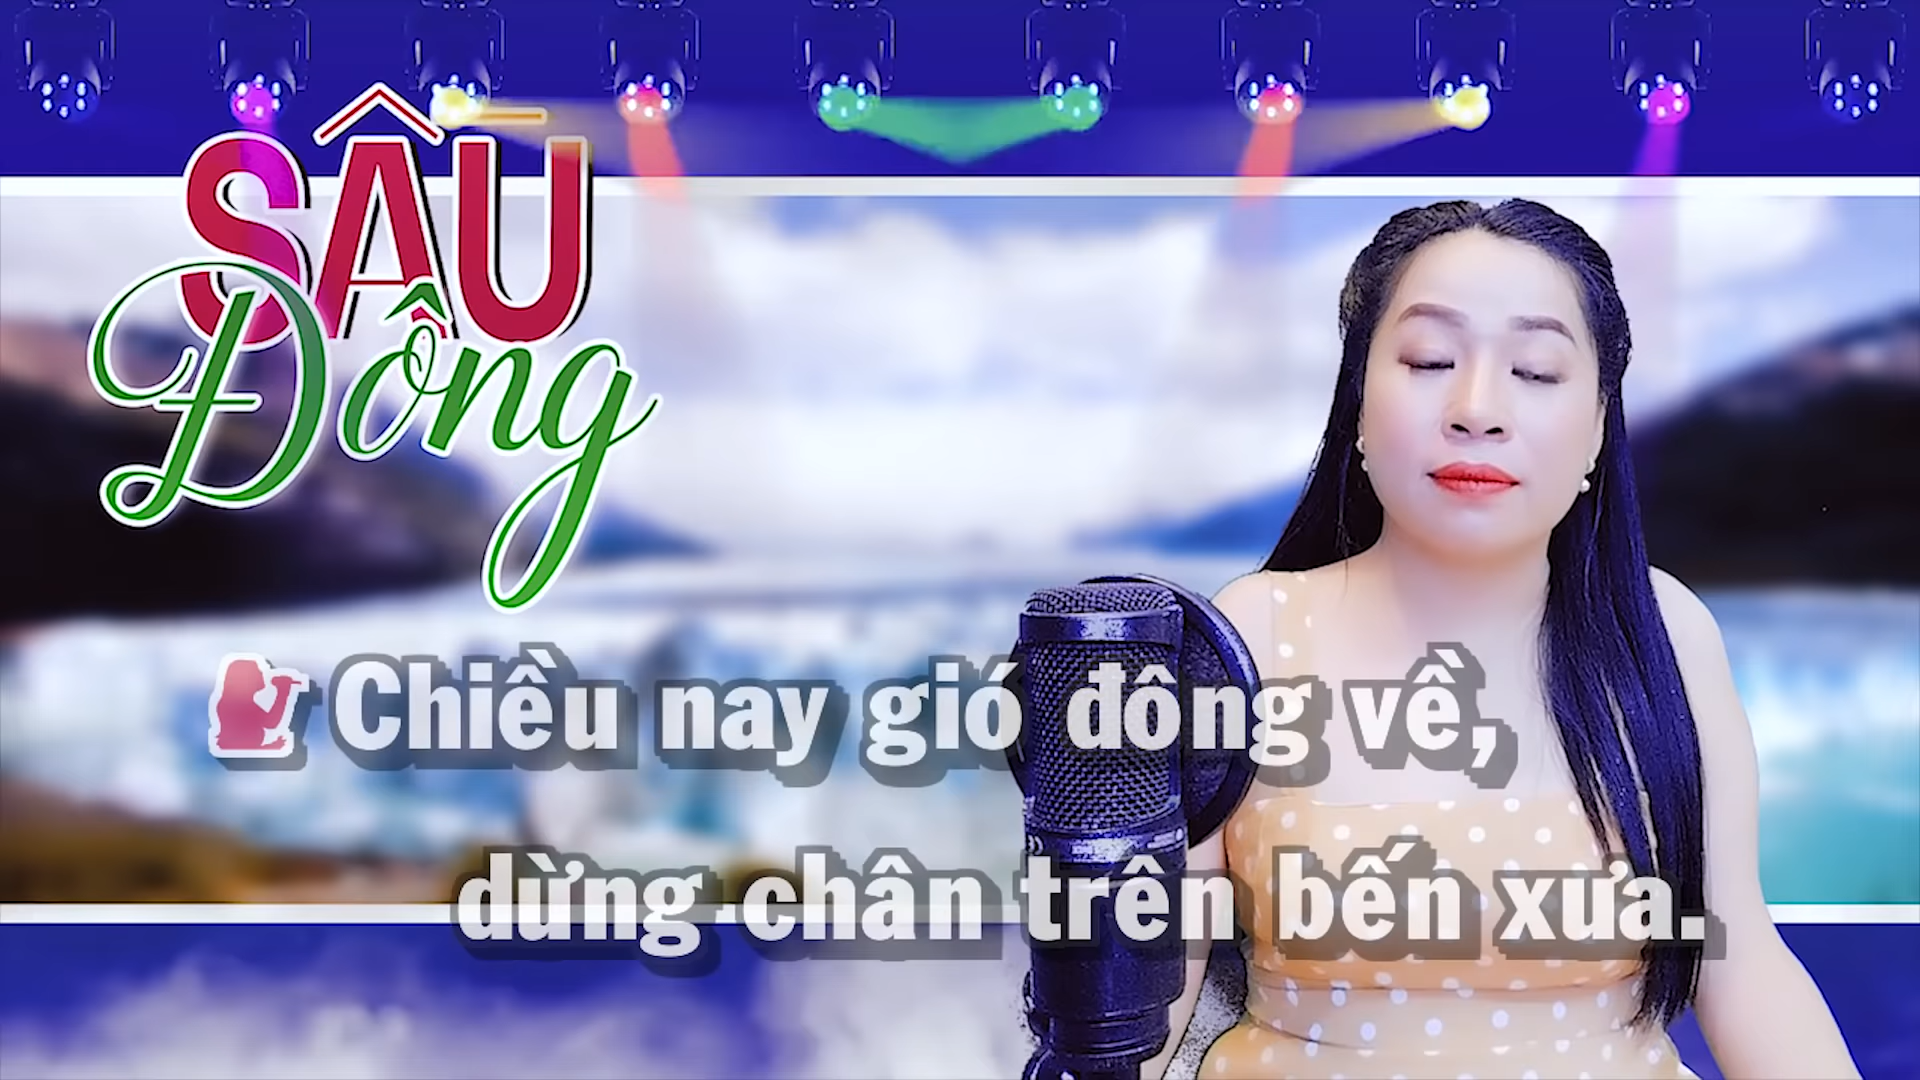 SẦU
Đông
Chiều nay gió đông về,
dừng chân trên bến xưa.